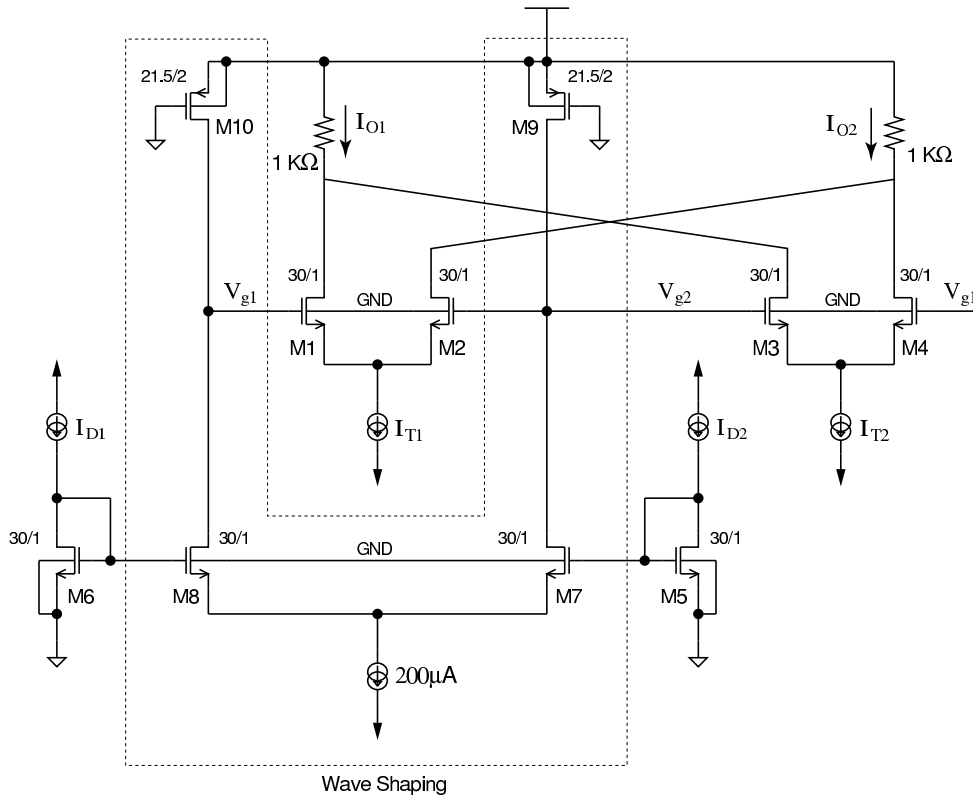 21.5/2
21.5/2
M10
I_O1
M9
I_O2
1 KΩ
1 KΩ
30/1
30/1
30/1
30/1
V_g1
GND
V_g2
GND
V_g1
M1
M2
M3
M4
I_D1
I_T1
I_D2
I_T2
30/1
30/1
GND
30/1
30/1
M6
M8
M7
M5
200μA
Wave Shaping